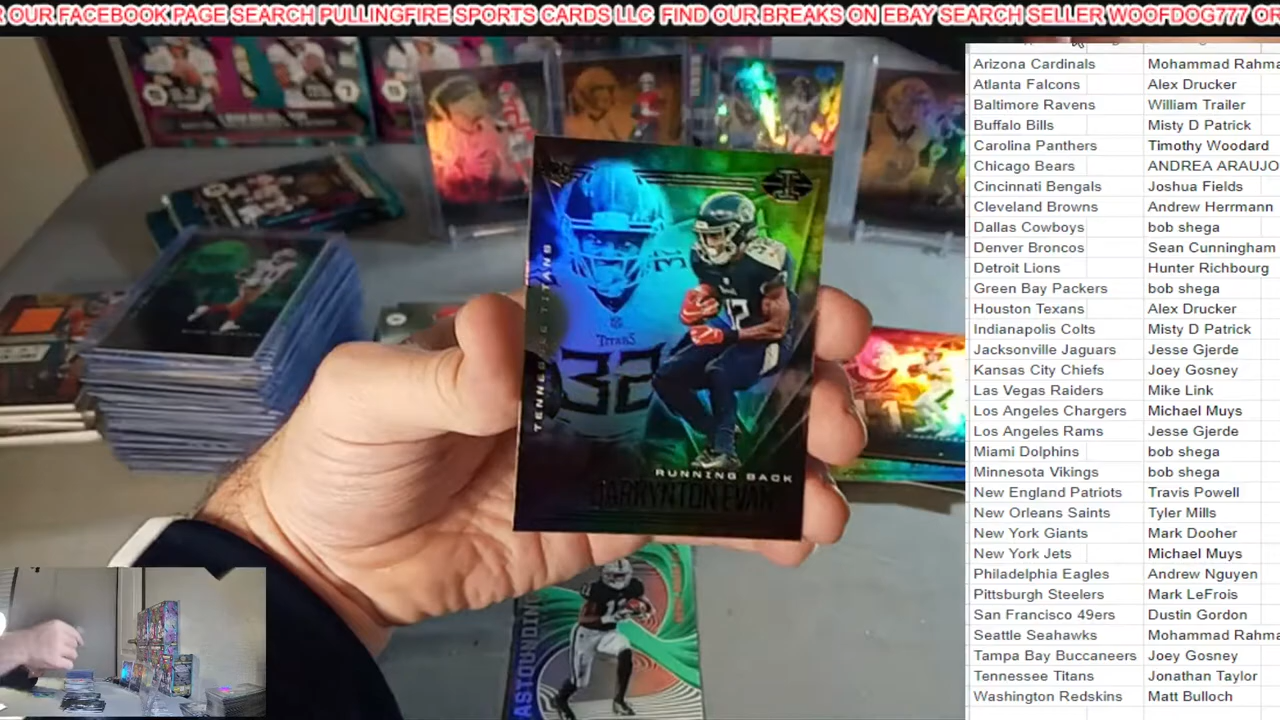 OUR FACEBOOK PAGE SEARCH PULLINGFIRE SPORTS CARDS LLC FIND OUR BREAKS ON EBAY SEARCH SELLER WOOFDOG777 OR
Arizona Cardinals Mohammad Rahma
Atlanta Falcons Alex Drucker
Baltimore Ravens William Trailer
Buffalo Bills Misty D Patrick
Carolina Panthers Timothy Woodard
Chicago Bears ANDREA ARAUJO
Cincinnati Bengals Joshua Fields
Cleveland Browns Andrew Herrmann
Dallas Cowboys bob shega
Denver Broncos Sean Cunningham
Detroit Lions Hunter Richbourg
Green Bay Packers bob shega
Houston Texans Alex Drucker
Indianapolis Colts Misty D Patrick
Jacksonville Jaguars Jesse Gjerde
Kansas City Chiefs Joey Gosney
Las Vegas Raiders Mike Link
Los Angeles Chargers Michael Muys
Los Angeles Rams Jesse Gjerde
Miami Dolphins bob shega
Minnesota Vikings bob shega
New England Patriots Travis Powell
New Orleans Saints Tyler Mills
New York Giants Mark Dooher
New York Jets Michael Muys
Philadelphia Eagles Andrew Nguyen
Pittsburgh Steelers Mark LeFrois
San Francisco 49ers Dustin Gordon
Seattle Seahawks Mohammad Rahma
Tampa Bay Buccaneers Joey Gosney
Tennessee Titans Jonathan Taylor
Washington Redskins Matt Bulloch
TENNESSEE TITANS
TITANS
32
RUNNING BACK
DARRYNTON EVAN
ASTOUNDING